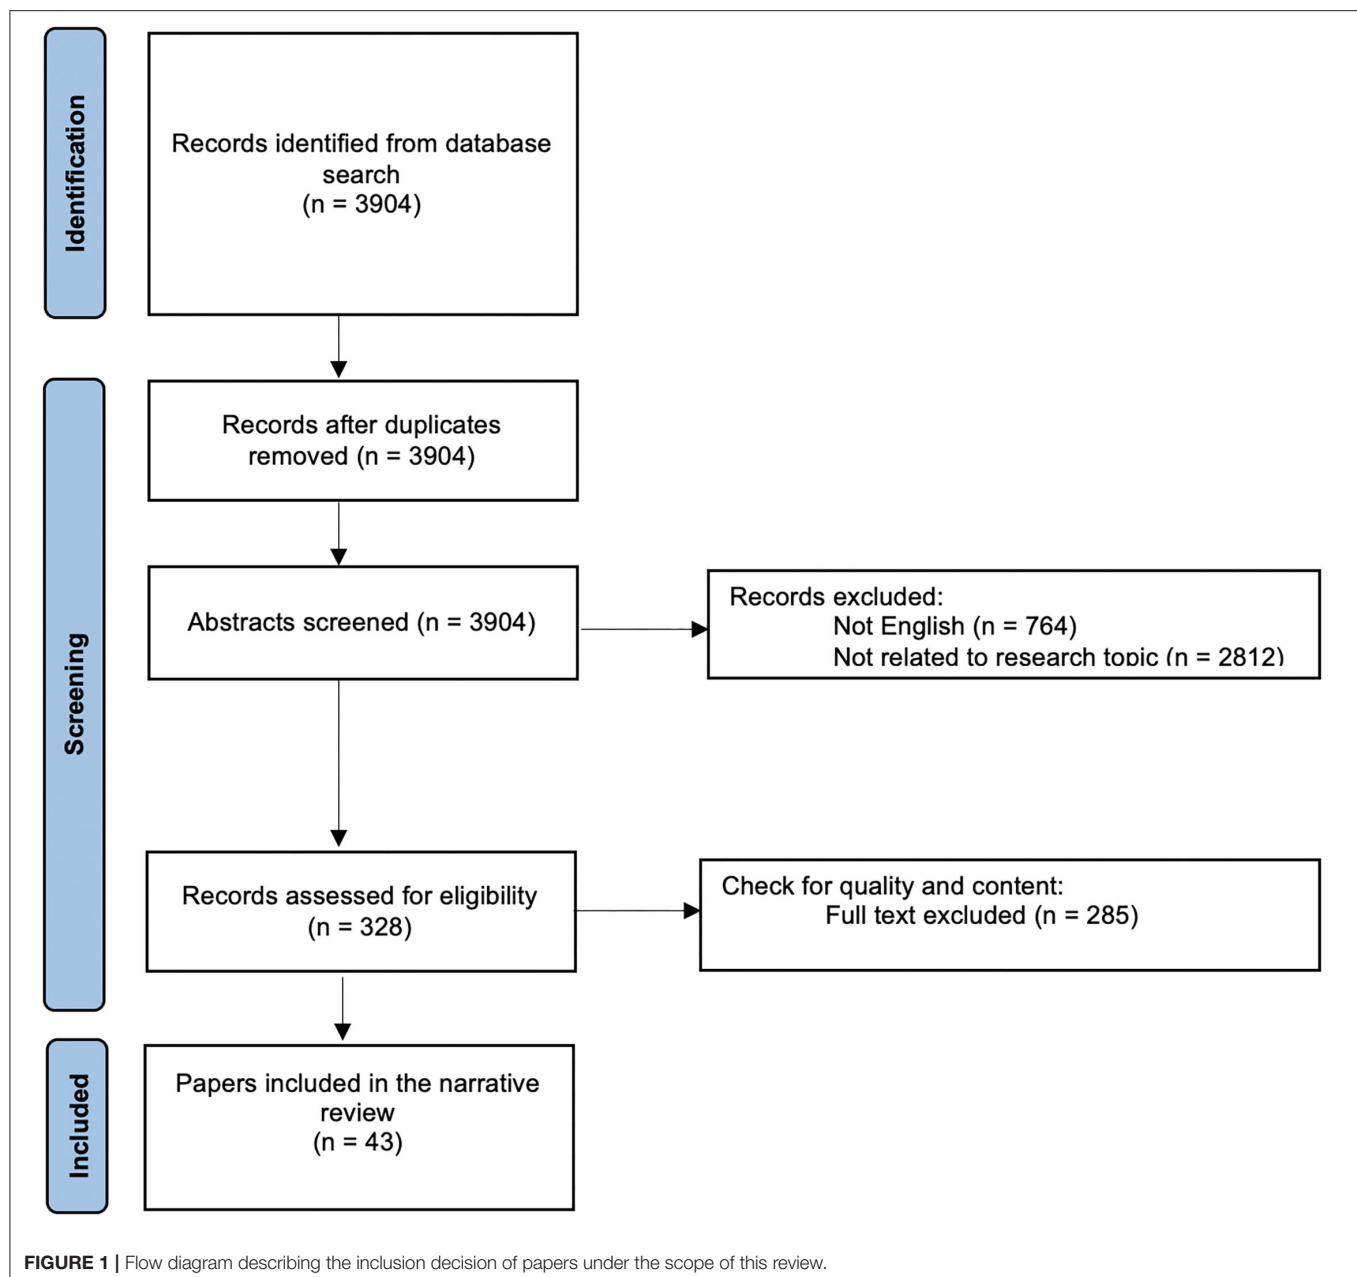 Identification
Records identified from database
search
(n = 3904)
Screening
Records after duplicates
removed (n = 3904)
Abstracts screened (n = 3904)
Records excluded:
Not English (n = 764)
Not related to research topic (n = 2812)
Records assessed for eligibility
(n = 328)
Check for quality and content:
Full text excluded (n = 285)
Included
Papers included in the narrative
review
(n = 43)
FIGURE 1 | Flow diagram describing the inclusion decision of papers under the scope of this review.